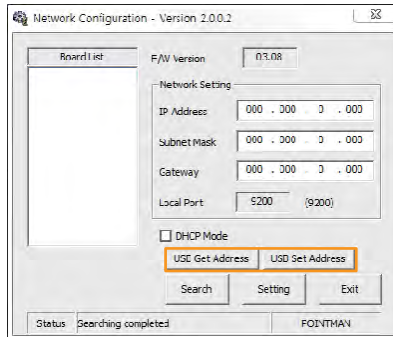 Network Configuration - Version 2.0.0.2
Board List
F/W Version 03.08
Network Setting
IP Address 000 . 000 . 0 . 000
Subnet Mask 000 . 000 . 0 . 000
Gateway 000 . 000 . 0 . 000
Local Port 9200 (9200)
DHCP Mode
USB Get Address USB Set Address
Search Setting Exit
Status Searching completed POINTMAN